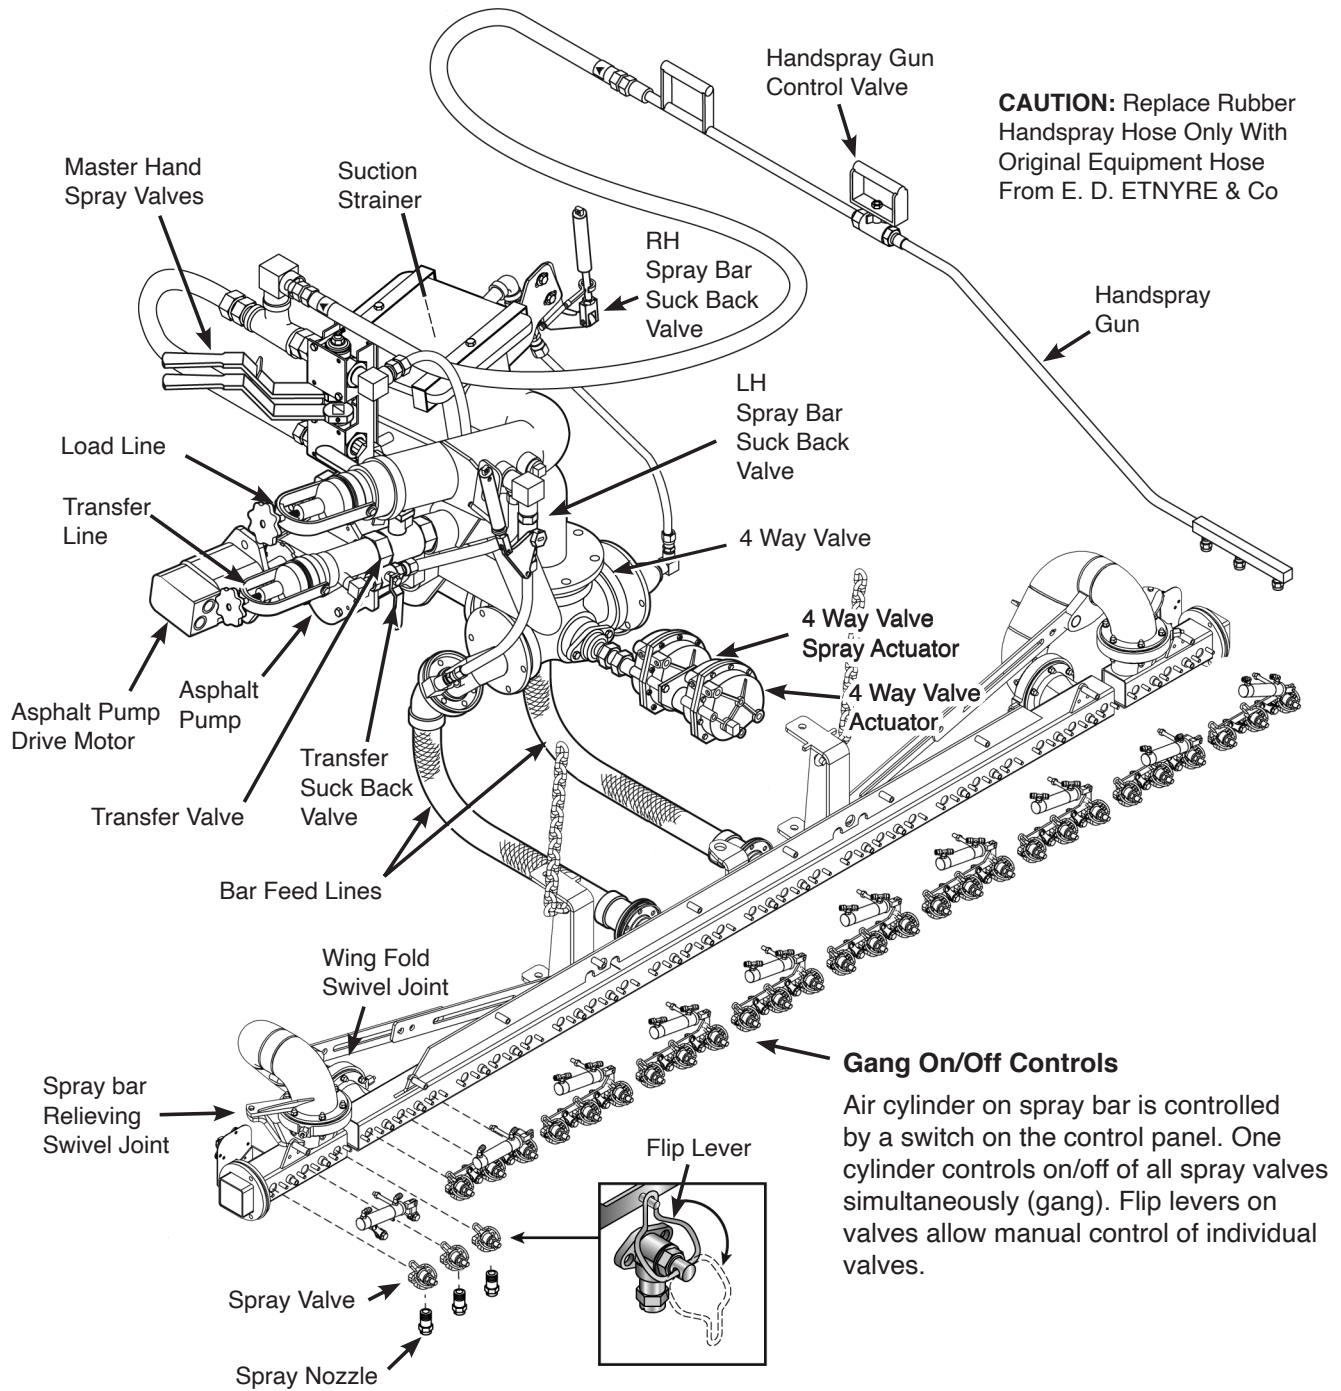 Handspray Gun
Control Valve
CAUTION: Replace Rubber
Handspray Hose Only With
Original Equipment Hose
From E. D. ETNYRE & Co
Master Hand
Spray Valves
Suction
Strainer
RH
Spray Bar
Suck Back
Valve
Handspray
Gun
LH
Spray Bar
Suck Back
Valve
Load Line
Transfer
Line
4 Way Valve
4 Way Valve
Spray Actuator
4 Way Valve
Actuator
Asphalt Pump
Drive Motor
Asphalt
Pump
Transfer
Suck Back
Valve
Transfer Valve
Bar Feed Lines
Wing Fold
Swivel Joint
Spray bar
Relieving
Swivel Joint
Gang On/Off Controls
Air cylinder on spray bar is controlled
by a switch on the control panel. One
cylinder controls on/off of all spray valves
simultaneously (gang). Flip levers on
valves allow manual control of individual
valves.
Flip Lever
Spray Valve
Spray Nozzle